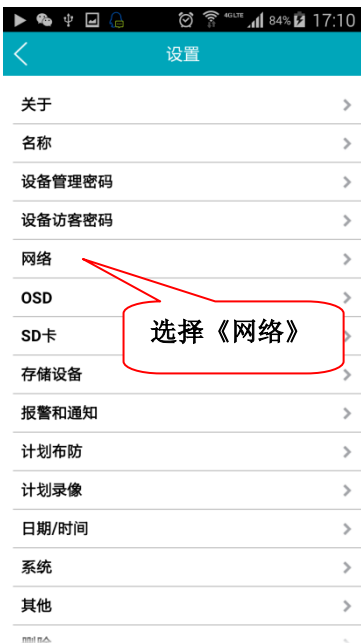 4G LTE 84% 17:10
设置
关于
名称
设备管理密码
设备访客密码
网络
OSD
SD卡
选择《网络》
存储设备
报警和通知
计划布防
计划录像
日期/时间
系统
其他